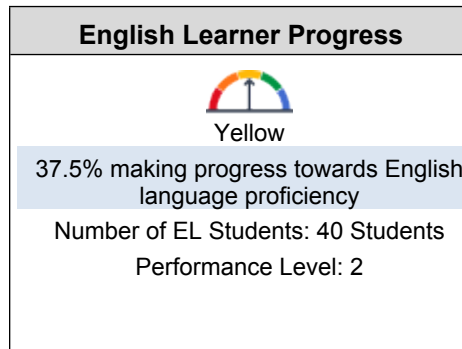 English Learner Progress
Yellow
37.5% making progress towards English
language proficiency
Number of EL Students: 40 Students
Performance Level: 2